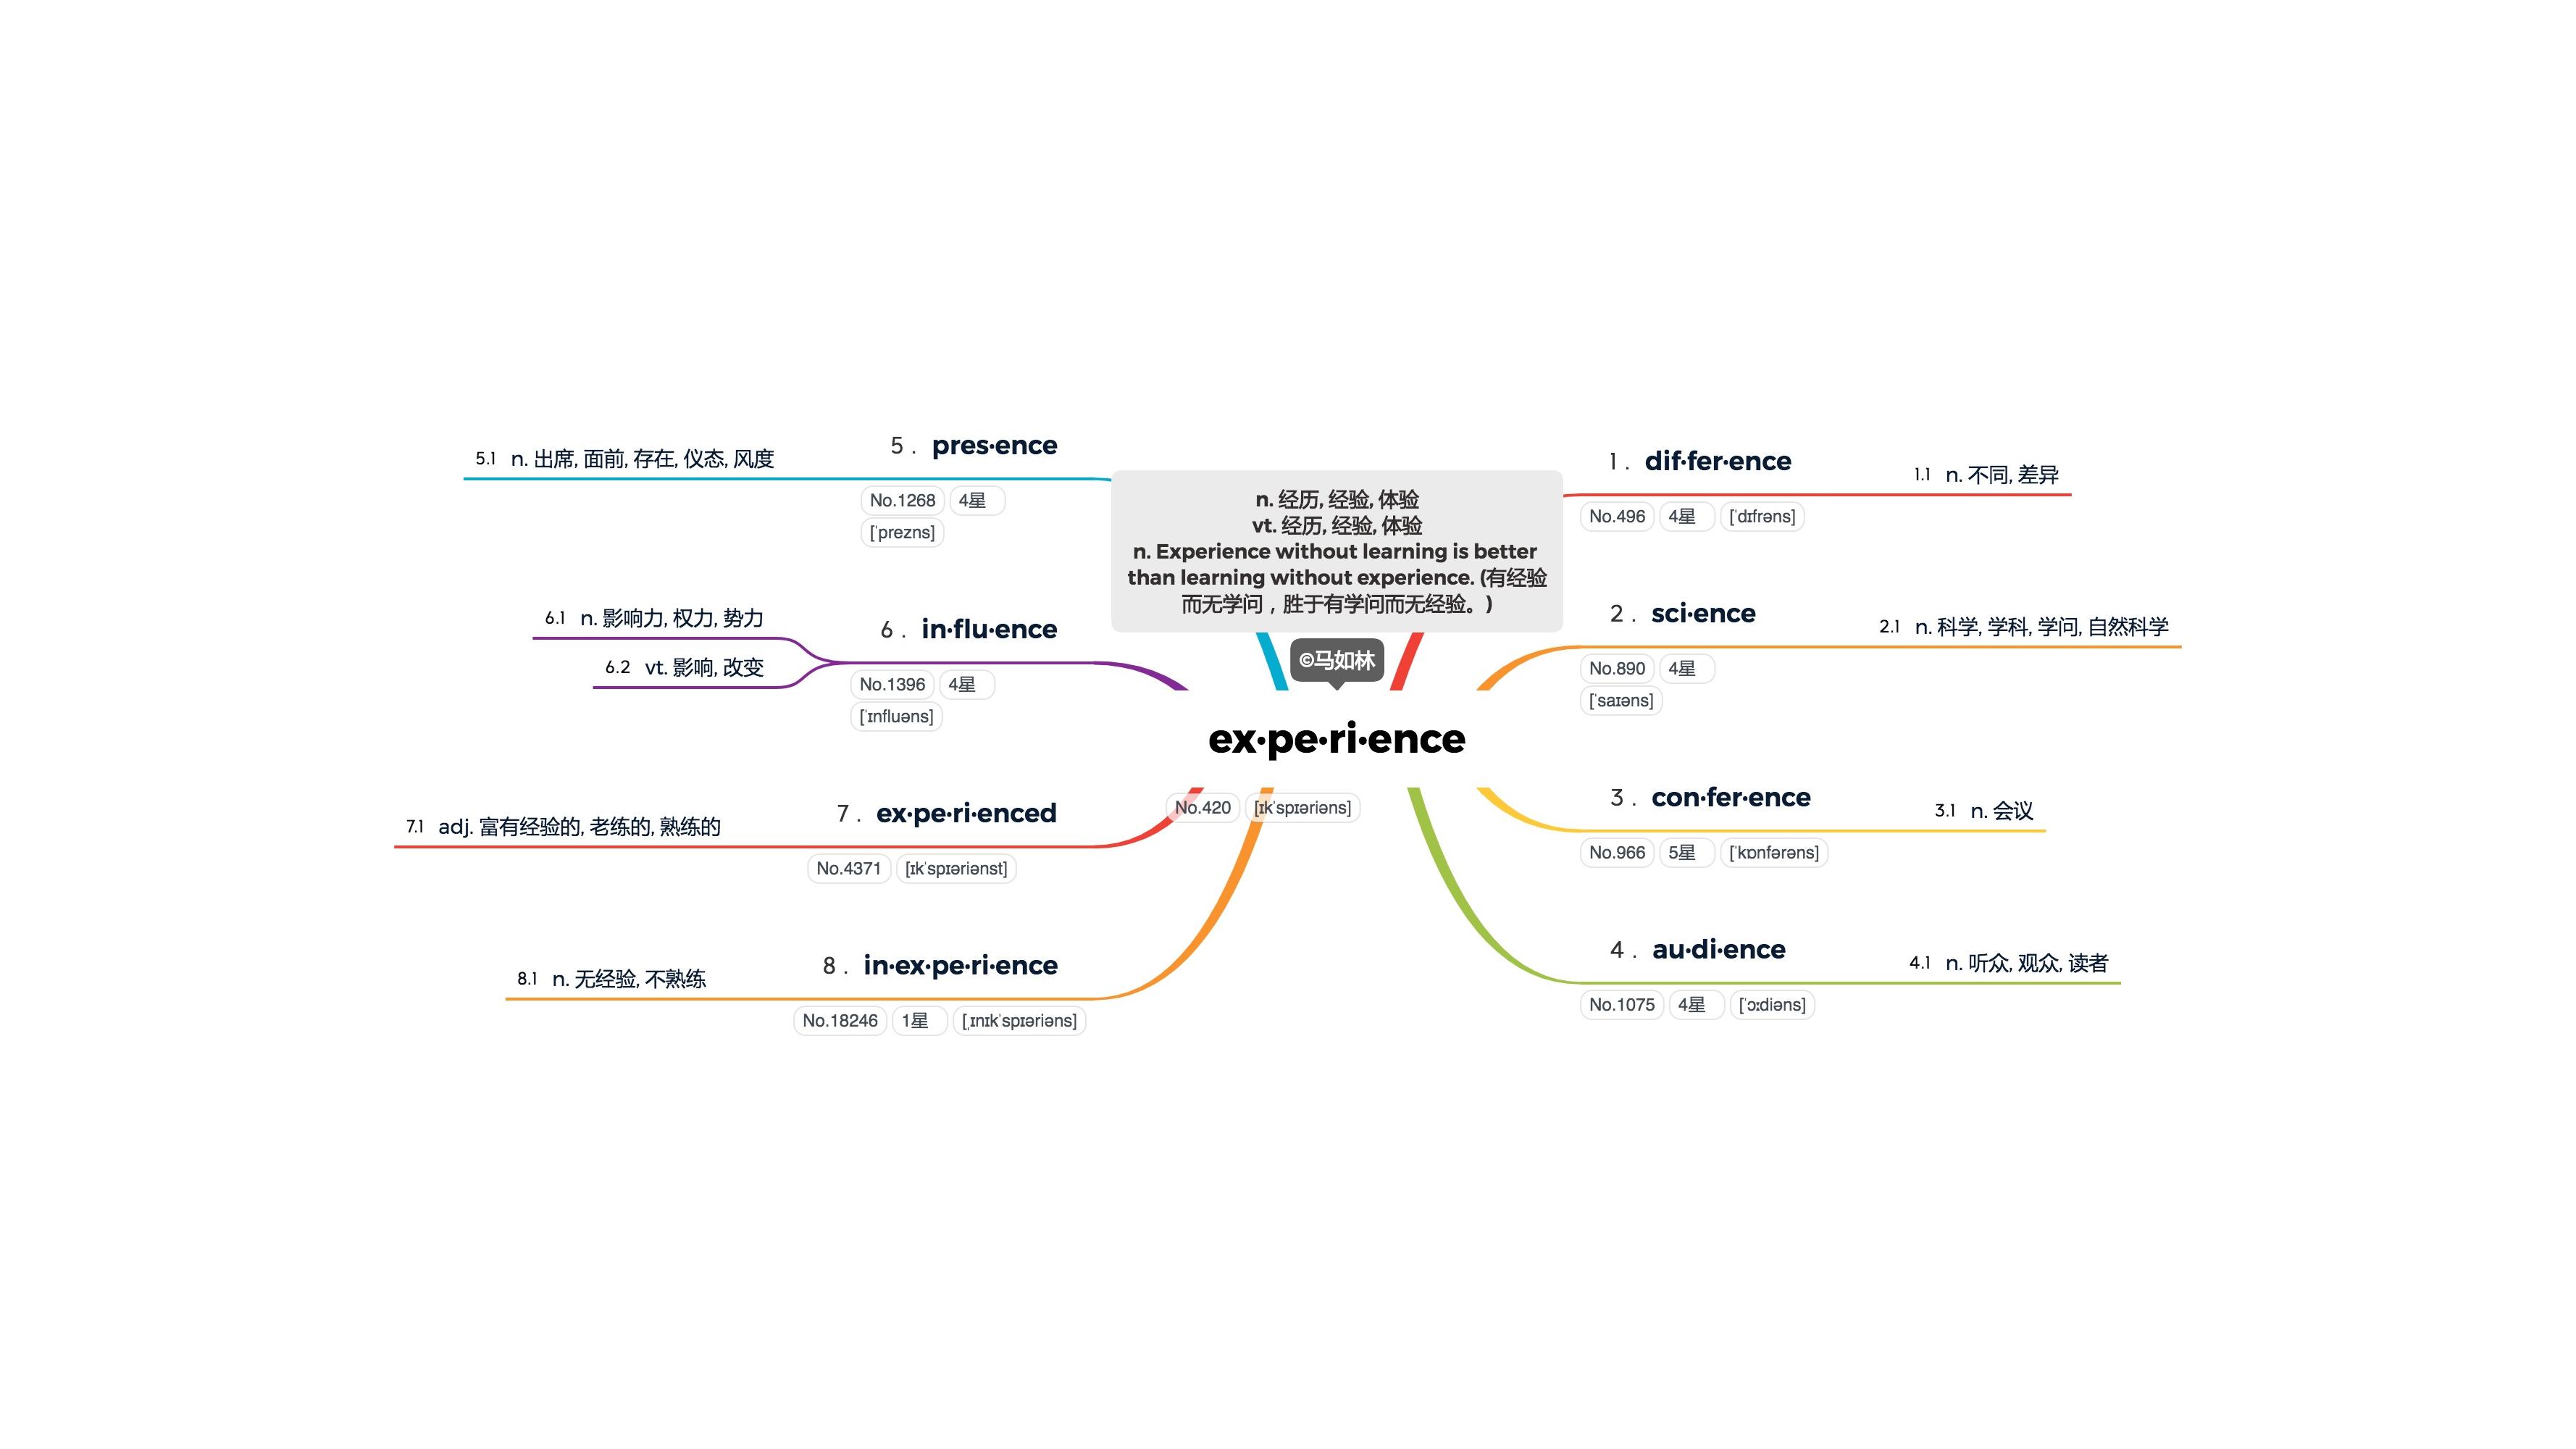 n. 经历, 经验, 体验
vt. 经历, 经验, 体验
n. Experience without learning is better
than learning without experience. (有经验
而无学问，胜于有学问而无经验。)
©马如林
ex·pe·ri·ence
No.420 [ɪkˈspɪəriəns]
1. dif·fer·ence
No.496 4星 [ˈdɪfrəns]
1.1 n. 不同, 差异
2. sci·ence
No.890 4星
[ˈsaɪəns]
2.1 n. 科学, 学科, 学问, 自然科学
3. con·fer·ence
No.966 5星 [ˈkɒnfərəns]
3.1 n. 会议
4. au·di·ence
No.1075 4星 [ˈɔːdiəns]
4.1 n. 听众, 观众, 读者
5. pres·ence
No.1268 4星
[ˈprezns]
5.1 n. 出席, 面前, 存在, 仪态, 风度
6. in·flu·ence
No.1396 4星
[ˈɪnfluəns]
6.1 n. 影响力, 权力, 势力
6.2 vt. 影响, 改变
7. ex·pe·ri·enced
No.4371 [ɪkˈspɪəriənst]
7.1 adj. 富有经验的, 老练的, 熟练的
8. in·ex·pe·ri·ence
No.18246 1星 [ˌɪnɪkˈspɪəriəns]
8.1 n. 无经验, 不熟练